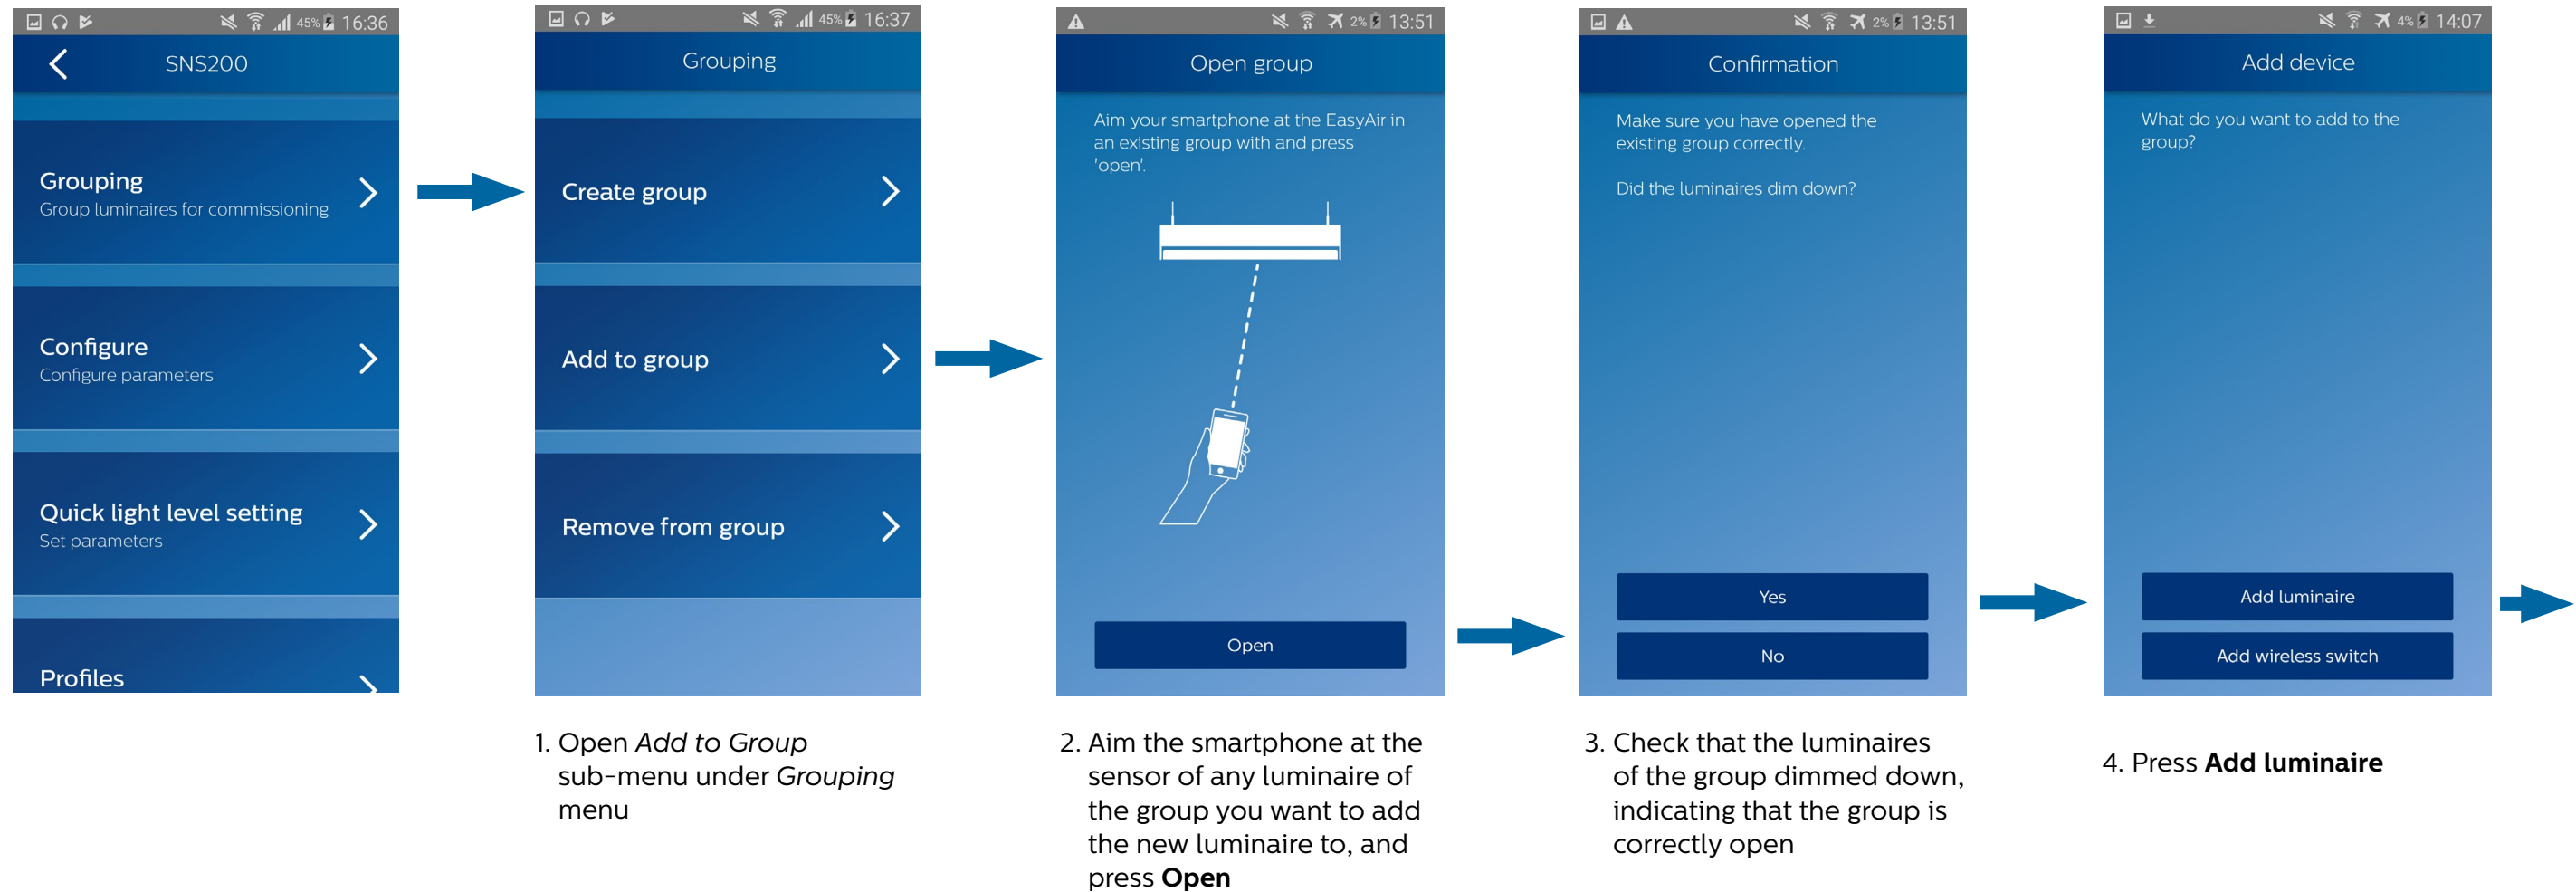 45% 16:36
SNS200
Grouping
Group luminaires for commissioning
Configure
Configure parameters
Quick light level setting
Set parameters
Profiles
45% 16:37
Grouping
Create group
Add to group
Remove from group
1. Open Add to Group
sub-menu under Grouping
menu
2% 13:51
Open group
Aim your smartphone at the EasyAir in
an existing group with and press
'open'.
Open
2. Aim the smartphone at the
sensor of any luminaire of
the group you want to add
the new luminaire to, and
press Open
2% 13:51
Confirmation
Make sure you have opened the
existing group correctly.
Did the luminaires dim down?
Yes
No
3. Check that the luminaires
of the group dimmed down,
indicating that the group is
correctly open
4% 14:07
Add device
What do you want to add to the
group?
Add luminaire
Add wireless switch
4. Press Add luminaire